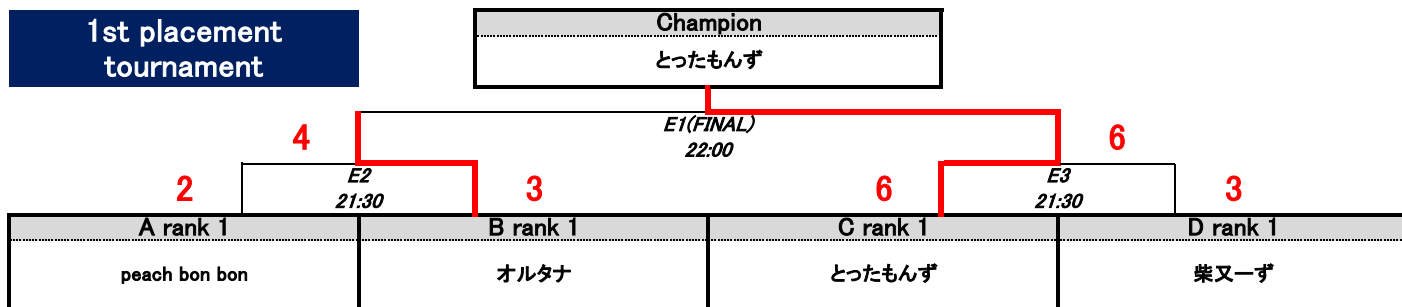 1st placement
tournament
Champion
とったもんず
E1(FINAL)
22:00
4
6
E2
21:30
E3
21:30
2
3
6
3
A rank 1
B rank 1
C rank 1
D rank 1
peach bon bon
オルタナ
とったもんず
柴又一ず